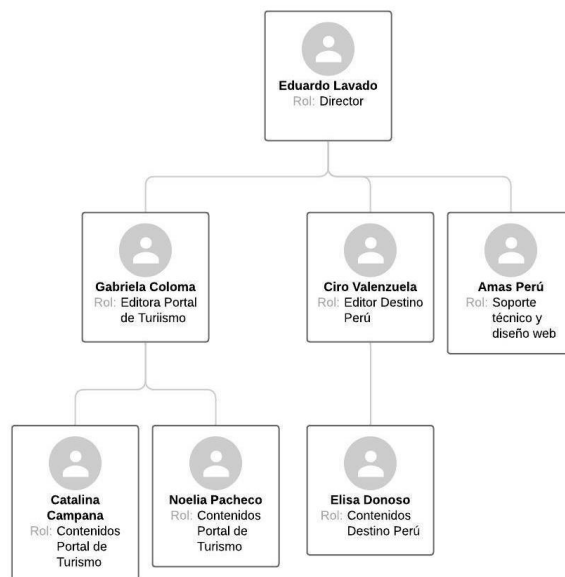 Eduardo Lavado
Rol: Director
Gabriela Coloma
Rol: Editora Portal
de Turiismo
Ciro Valenzuela
Rol: Editor Destino
Perú
Amas Perú
Rol: Soporte
técnico y
diseño web
Catalina
Campana
Rol: Contenidos
Portal de
Turismo
Noelia Pacheco
Rol: Contenidos
Portal de
Turismo
Elisa Donoso
Rol: Contenidos
Destino Perú